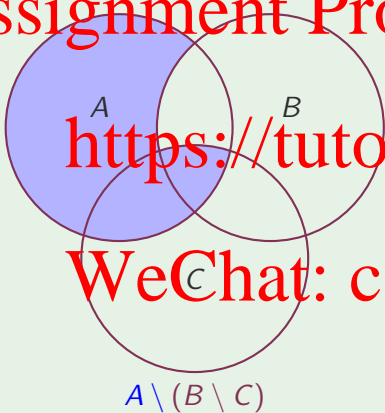 ssignment Pro
A
B
https://tuto
WeChat: c
C
A \ (B \ C)